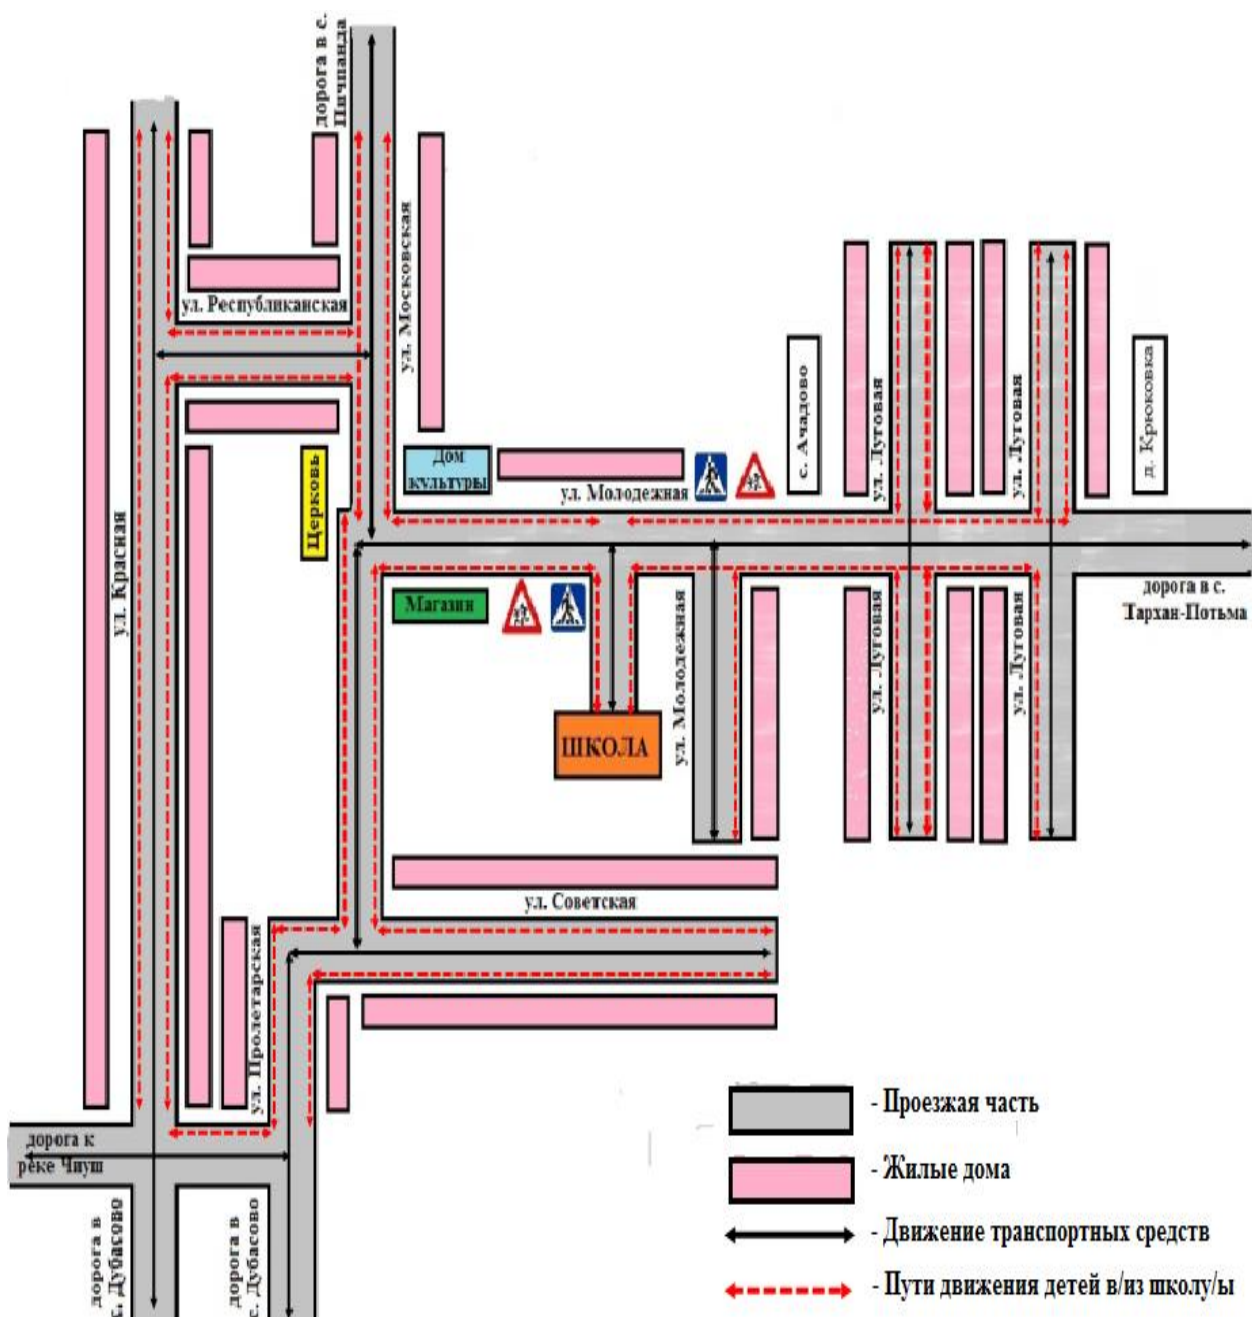 дорога в с.
Пичпанда
ул. Московская
ул. Республиканская
Церковь
Дом
культуры
ул. Молодежная
с. Ачадово
ул. Луговая
ул. Луговая
д. Крюковка
ул. Красная
Магазин
ул. Молодежная
ул. Луговая
ул. Луговая
дорога в с.
Тархан-Потьма
ШКОЛА
ул. Советская
ул. Пролетарская
дорога к
реке Чиуш
дорога в
с. Дубасово
дорога в
с. Дубасово
- Проезжая часть
- Жилые дома
- Движение транспортных средств
- Пути движения детей в/из школу/ы